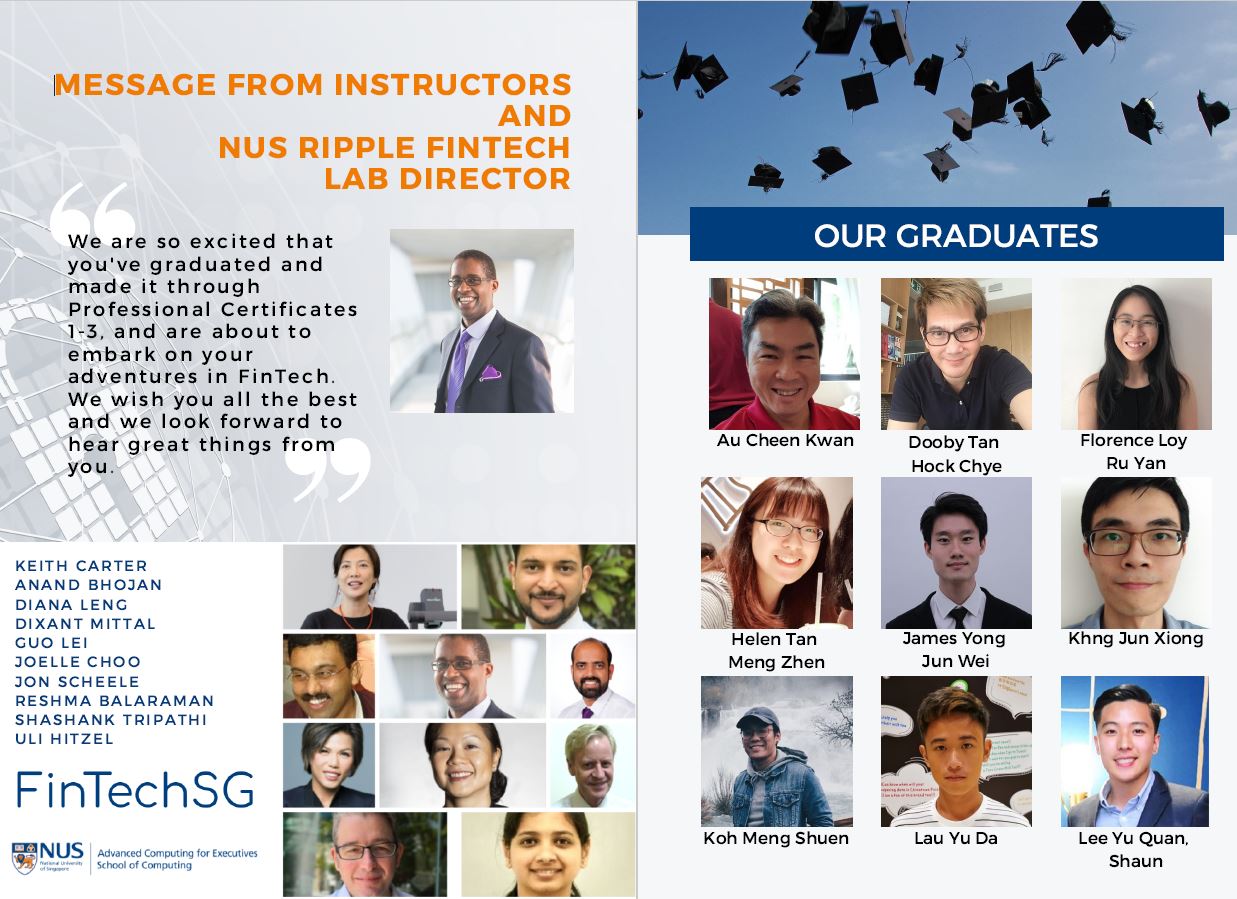 MESSAGE FROM INSTRUCTORS
AND
NUS RIPPLE FINTECH
LAB DIRECTOR
We are so excited that
you've graduated and
made it through
Professional Certificates
1-3, and are about to
embark on your
adventures in FinTech.
We wish you all the best
and we look forward to
hear great things from
you.
KEITH CARTER
ANAND BHOJAN
DIANA LENG
DIXANT MITTAL
GUO LEI
JOELLE CHOO
JON SCHEELE
RESHMA BALARAMAN
SHASHANK TRIPATHI
ULI HITZEL
FinTechSG
NUS
National University
of Singapore
Advanced Computing for Executives
School of Computing
OUR GRADUATES
Au Cheen Kwan
Dooby Tan
Hock Chye
Florence Loy
Ru Yan
Helen Tan
Meng Zhen
James Yong
Jun Wei
Khng Jun Xiong
Koh Meng Shuen
Lau Yu Da
Lee Yu Quan,
Shaun